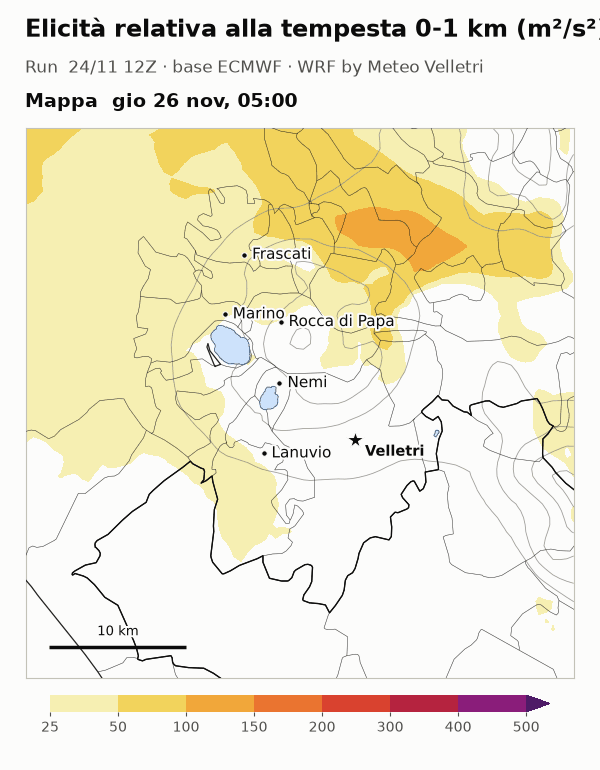 Elicità relativa alla tempesta 0-1 km (m²/s²)
Run 24/11 12Z · base ECMWF · WRF by Meteo Velletri
Mappa gio 26 nov, 05:00
Frascati
Marino
Rocca di Papa
Nemi
Velletri
Lanuvio
10 km
25 50 100 150 200 300 400 500